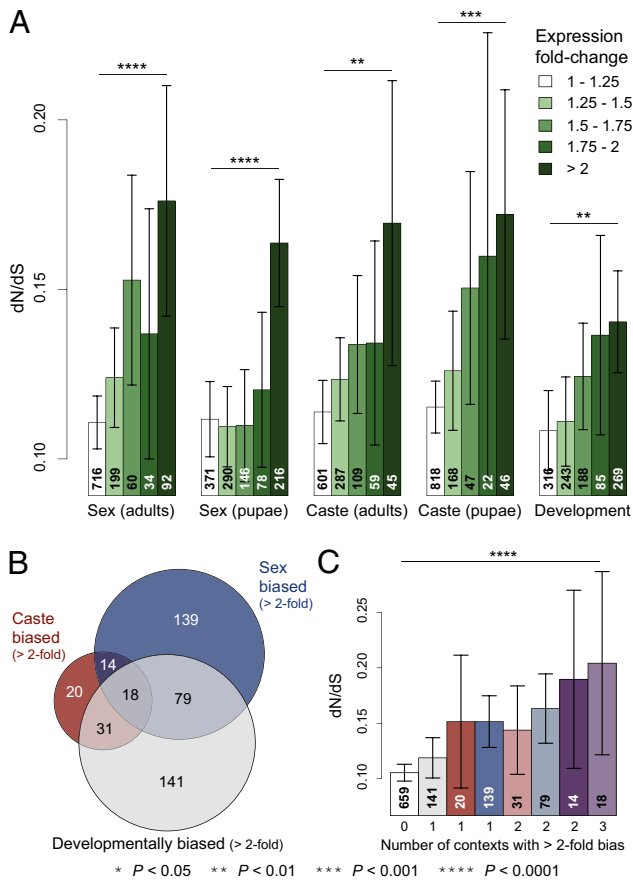 A
Expression
fold-change
1 - 1.25
1.25 - 1.5
1.5 - 1.75
1.75 - 2
> 2
**** **** ** *** **
dN/dS
0.20
0.15
0.10
716 199 60 34 92
371 290 146 78 216
601 287 109 59 45
818 168 47 22 46
316 243 188 85 269
Sex (adults) Sex (pupae) Caste (adults) Caste (pupae) Development
B
Sex
biased
(> 2-fold)
Caste
biased
(> 2-fold)
139
14
20
18
79
31
141
Developmentally biased (> 2-fold)
C
****
dN/dS
0.25
0.20
0.15
0.10
659 141 20 139 31 79 14 18
0 1 1 1 2 2 2 3
Number of contexts with > 2-fold bias
* P < 0.05 ** P < 0.01 *** P < 0.001 **** P < 0.0001